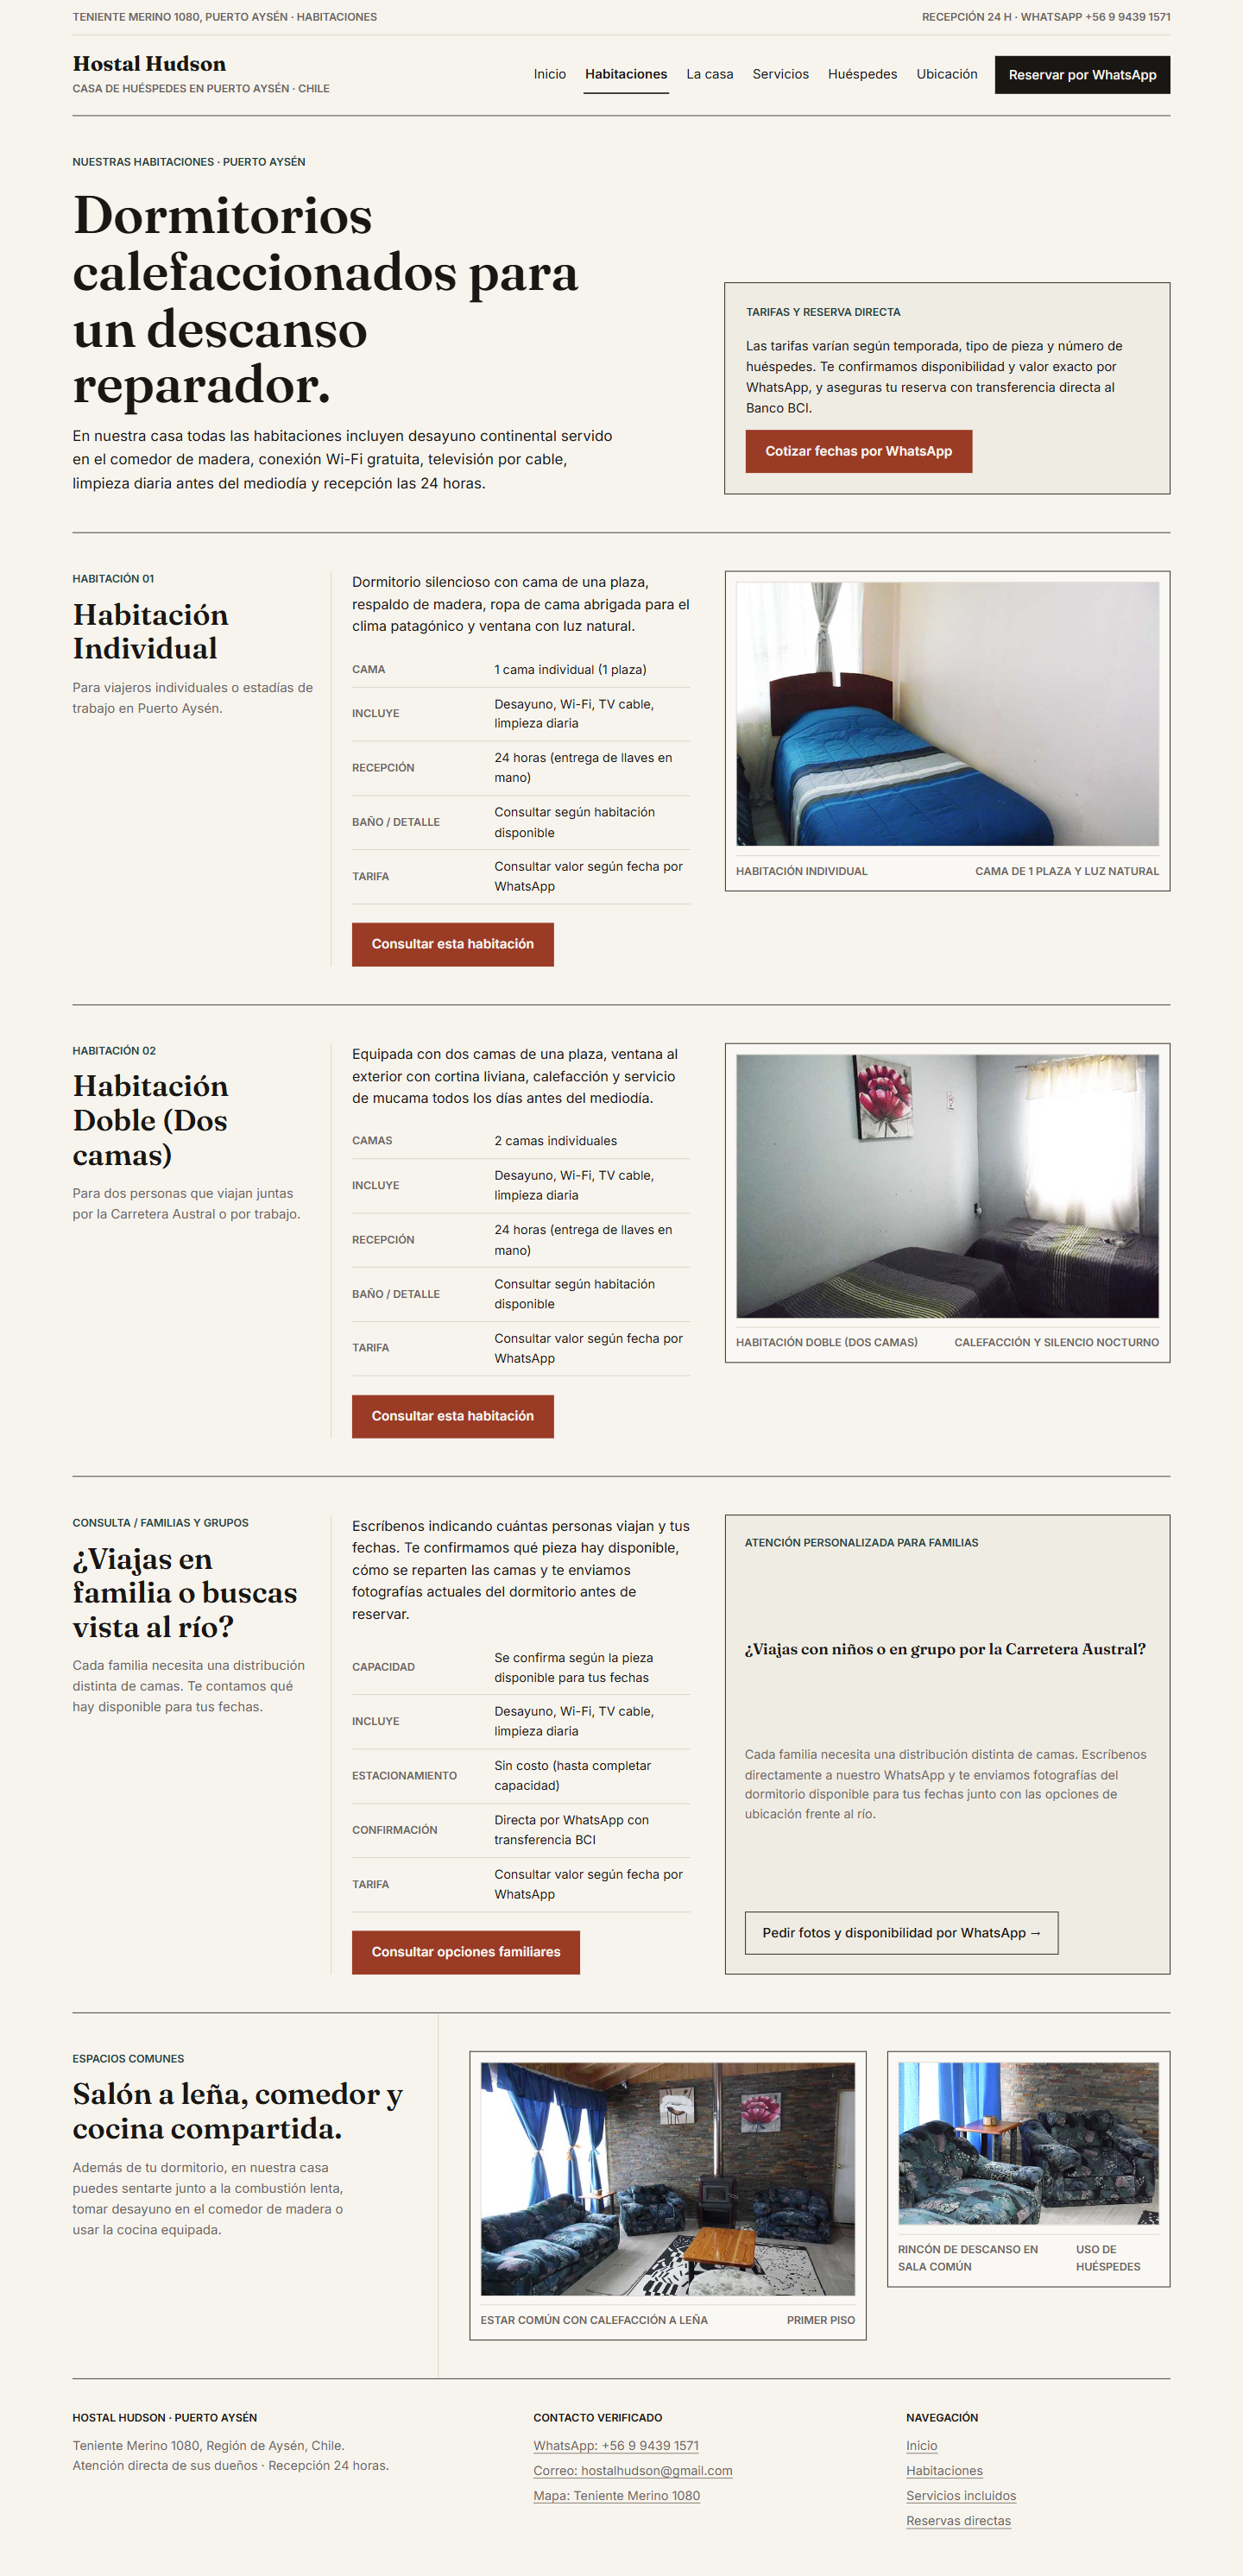 TENIENTE MERINO 1080, PUERTO AYSÉN · HABITACIONES
RECEPCIÓN 24 H · WHATSAPP +56 9 9439 1571
Hostal Hudson
CASA DE HUÉSPEDES EN PUERTO AYSÉN · CHILE
Inicio
Habitaciones
La casa
Servicios
Huéspedes
Ubicación
Reservar por WhatsApp
NUESTRAS HABITACIONES · PUERTO AYSÉN
Dormitorios
calefaccionados para
un descanso
reparador.
En nuestra casa todas las habitaciones incluyen desayuno continental servido
en el comedor de madera, conexión Wi-Fi gratuita, televisión por cable,
limpieza diaria antes del mediodía y recepción las 24 horas.
TARIFAS Y RESERVA DIRECTA
Las tarifas varían según temporada, tipo de pieza y número de
huéspedes. Te confirmamos disponibilidad y valor exacto por
WhatsApp, y aseguras tu reserva con transferencia directa al
Banco BCI.
Cotizar fechas por WhatsApp
HABITACIÓN 01
Habitación
Individual
Para viajeros individuales o estadías de
trabajo en Puerto Aysén.
Dormitorio silencioso con cama de una plaza,
respaldo de madera, ropa de cama abrigada para el
clima patagónico y ventana con luz natural.
CAMA
1 cama individual (1 plaza)
INCLUYE
Desayuno, Wi-Fi, TV cable,
limpieza diaria
RECEPCIÓN
24 horas (entrega de llaves en
mano)
BAÑO / DETALLE
Consultar según habitación
disponible
TARIFA
Consultar valor según fecha por
WhatsApp
Consultar esta habitación
HABITACIÓN INDIVIDUAL
CAMA DE 1 PLAZA Y LUZ NATURAL
HABITACIÓN 02
Habitación
Doble (Dos
camas)
Para dos personas que viajan juntas
por la Carretera Austral o por trabajo.
Equipada con dos camas de una plaza, ventana al
exterior con cortina liviana, calefacción y servicio
de mucama todos los días antes del mediodía.
CAMAS
2 camas individuales
INCLUYE
Desayuno, Wi-Fi, TV cable,
limpieza diaria
RECEPCIÓN
24 horas (entrega de llaves en
mano)
BAÑO / DETALLE
Consultar según habitación
disponible
TARIFA
Consultar valor según fecha por
WhatsApp
Consultar esta habitación
HABITACIÓN DOBLE (DOS CAMAS)
CALEFACCIÓN Y SILENCIO NOCTURNO
CONSULTA / FAMILIAS Y GRUPOS
¿Viajas en
familia o buscas
vista al río?
Cada familia necesita una distribución
distinta de camas. Te contamos qué
hay disponible para tus fechas.
Escríbenos indicando cuántas personas viajan y tus
fechas. Te confirmamos qué pieza hay disponible,
cómo se reparten las camas y te enviamos
fotografías actuales del dormitorio antes de
reservar.
CAPACIDAD
Se confirma según la pieza
disponible para tus fechas
INCLUYE
Desayuno, Wi-Fi, TV cable,
limpieza diaria
ESTACIONAMIENTO
Sin costo (hasta completar
capacidad)
CONFIRMACIÓN
Directa por WhatsApp con
transferencia BCI
TARIFA
Consultar valor según fecha por
WhatsApp
Consultar opciones familiares
ATENCIÓN PERSONALIZADA PARA FAMILIAS
¿Viajas con niños o en grupo por la Carretera Austral?
Cada familia necesita una distribución distinta de camas. Escríbenos
directamente a nuestro WhatsApp y te enviamos fotografías del
dormitorio disponible para tus fechas junto con las opciones de
ubicación frente al río.
Pedir fotos y disponibilidad por WhatsApp →
ESPACIOS COMUNES
Salón a leña, comedor y
cocina compartida.
Además de tu dormitorio, en nuestra casa
puedes sentarte junto a la combustión lenta,
tomar desayuno en el comedor de madera o
usar la cocina equipada.
ESTAR COMÚN CON CALEFACCIÓN A LEÑA
PRIMER PISO
RINCÓN DE DESCANSO EN
SALA COMÚN
USO DE
HUÉSPEDES
HOSTAL HUDSON · PUERTO AYSÉN
Teniente Merino 1080, Región de Aysén, Chile.
Atención directa de sus dueños · Recepción 24 horas.
CONTACTO VERIFICADO
WhatsApp: +56 9 9439 1571
Correo: hostalhudson@gmail.com
Mapa: Teniente Merino 1080
NAVEGACIÓN
Inicio
Habitaciones
Servicios incluidos
Reservas directas